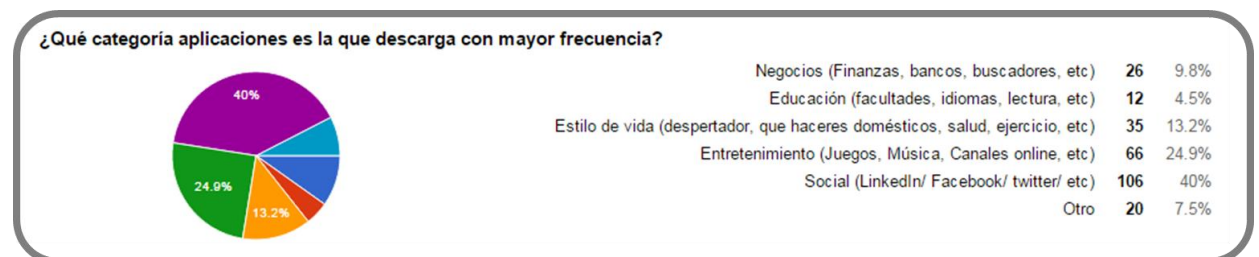 ¿Qué categoría aplicaciones es la que descarga con mayor frecuencia?
Negocios (Finanzas, bancos, buscadores, etc) 26 9.8%
Educación (facultades, idiomas, lectura, etc) 12 4.5%
Estilo de vida (despertador, que haceres domésticos, salud, ejercicio, etc) 35 13.2%
Entretenimiento (Juegos, Música, Canales online, etc) 66 24.9%
Social (LinkedIn/ Facebook/ twitter/ etc) 106 40%
Otro 20 7.5%
40%
24.9%
13.2%